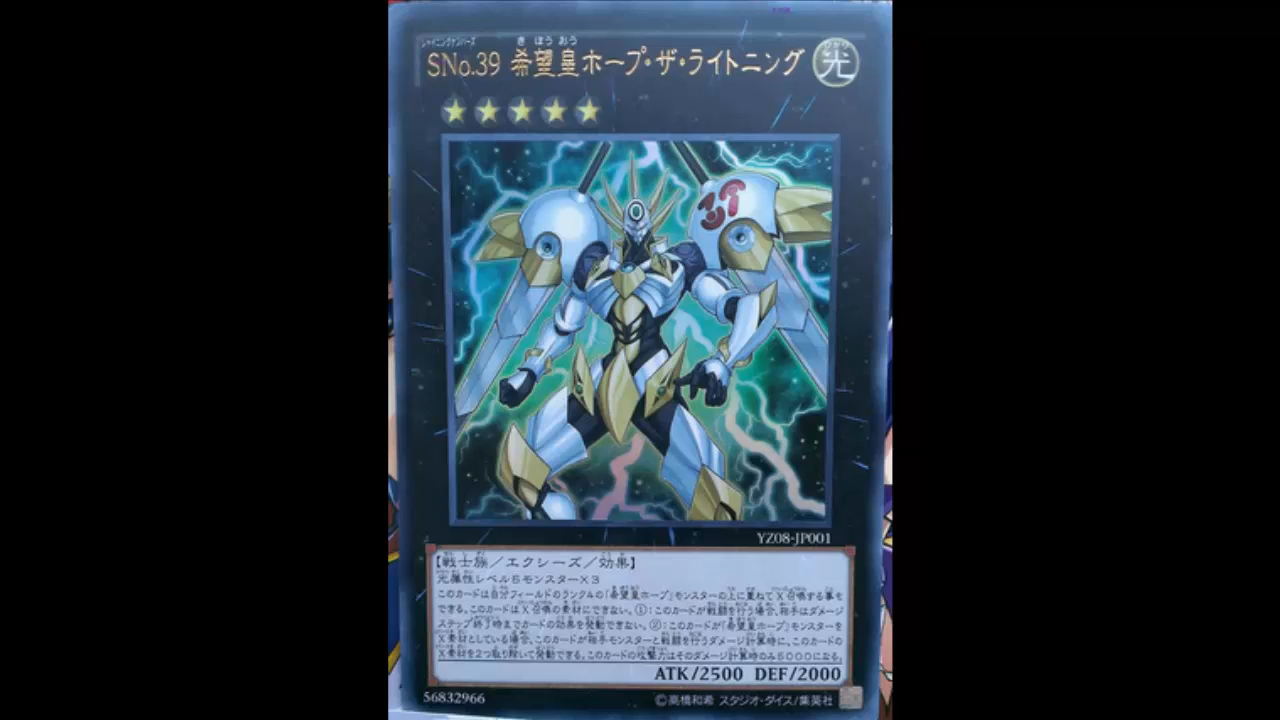 シャイニングナンバーズ きぼうおう
SNo.39 希望皇ホープ・ザ・ライトニング
ひかり
光
39
YZ08-JP001
【戦士族／エクシーズ／効果】
光属性レベル5モンスター×3
このカードは自分フィールドのランク4の「希望皇ホープ」モンスターの上に重ねてX召喚する事も
できる。このカードはX召喚の素材にできない。①：このカードが戦闘を行う場合、相手はダメージ
ステップ終了時までカードの効果を発動できない。②：このカードが「希望皇ホープ」モンスターを
X素材としている場合、このカードが相手モンスターと戦闘を行うダメージ計算時に、このカードの
X素材を2つ取り除いて発動できる。このカードの攻撃力はそのダメージ計算時のみ5000になる。
ATK/2500 DEF/2000
56832966
©高橋和希 スタジオ・ダイス/集英社